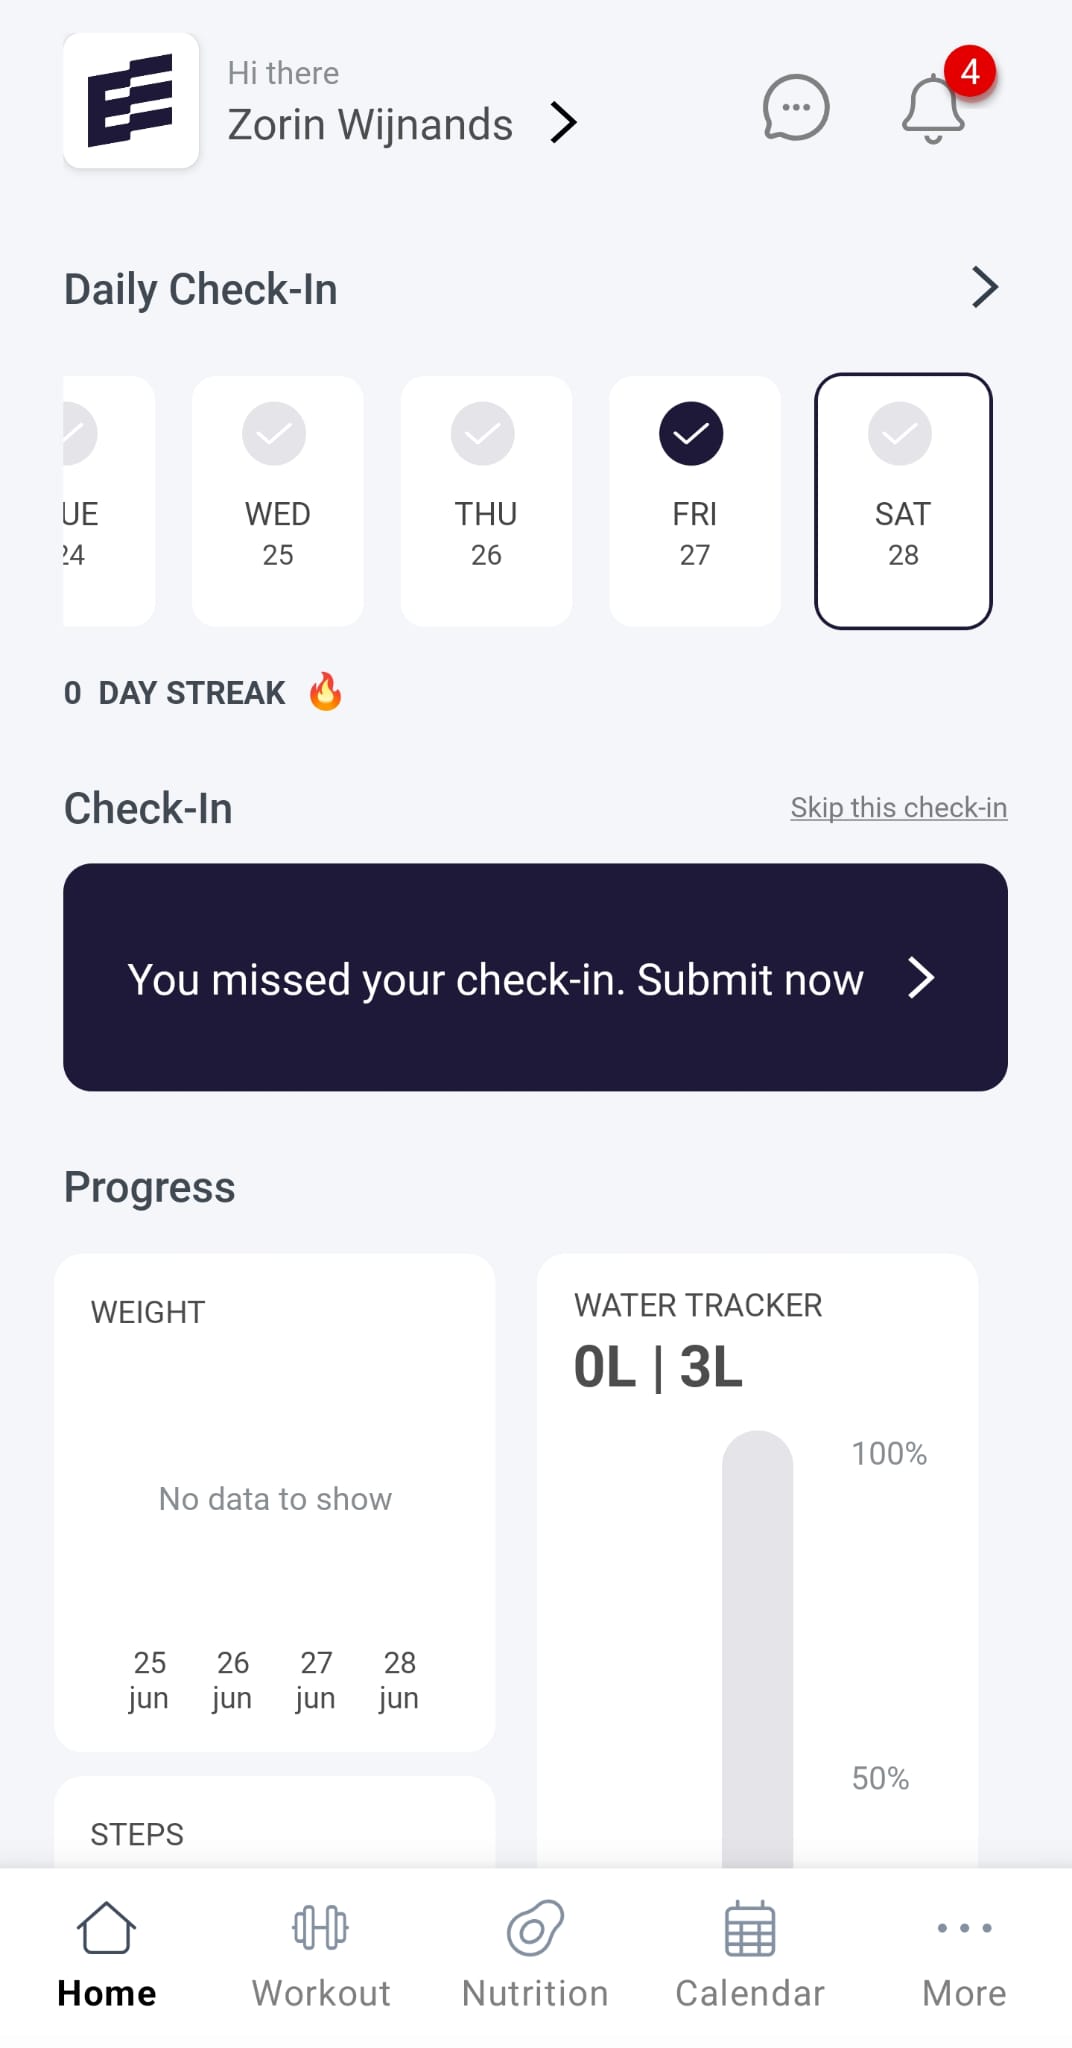 Hi there
Zorin Wijnands
4
Daily Check-In
UE
24
WED
25
THU
26
FRI
27
SAT
28
0 DAY STREAK 🔥
Check-In
Skip this check-in
You missed your check-in. Submit now
Progress
WEIGHT
No data to show
25 26 27 28
jun jun jun jun
WATER TRACKER
0L | 3L
100%
50%
STEPS
Home
Workout
Nutrition
Calendar
More